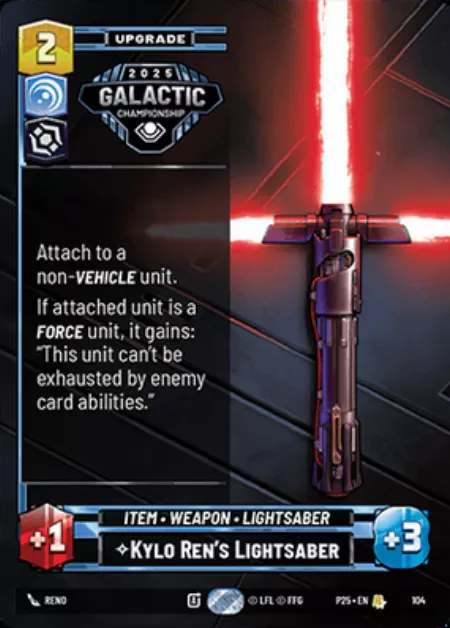 2
UPGRADE
2025
GALACTIC
CHAMPIONSHIP
Attach to a
non-VEHICLE unit.
If attached unit is a
FORCE unit, it gains:
“This unit can’t be
exhausted by enemy
card abilities.”
ITEM • WEAPON • LIGHTSABER
+1
✧KYLO REN’S LIGHTSABER
+3
RENO
© LFL © FFG
P25 • EN
104